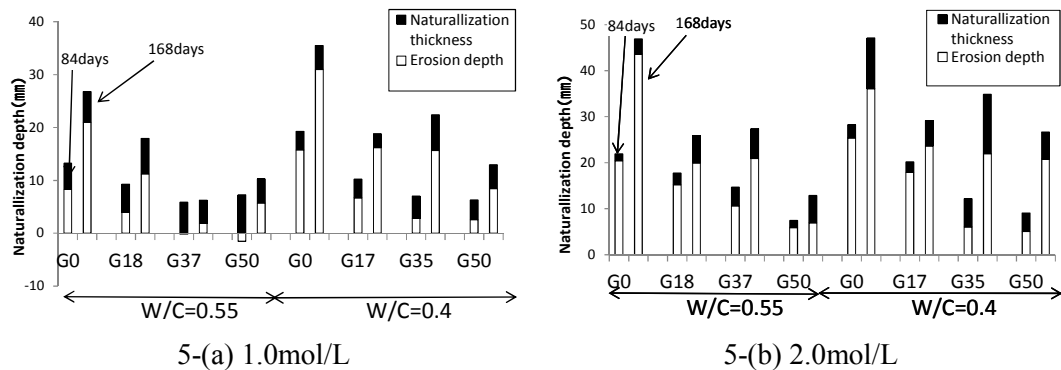 40
30
20
10
0
-10
Naturallization depth(mm)
84days
168days
Naturallization
thickness
Erosion depth
G0 G18 G37 G50 G0 G17 G35 G50
W/C=0.55 W/C=0.4
5-(a) 1.0mol/L
50
40
30
20
10
0
Naturallization depth(mm)
84days
168days
Naturallization
thickness
Erosion depth
G0 G18 G37 G50 G0 G17 G35 G50
W/C=0.55 W/C=0.4
5-(b) 2.0mol/L